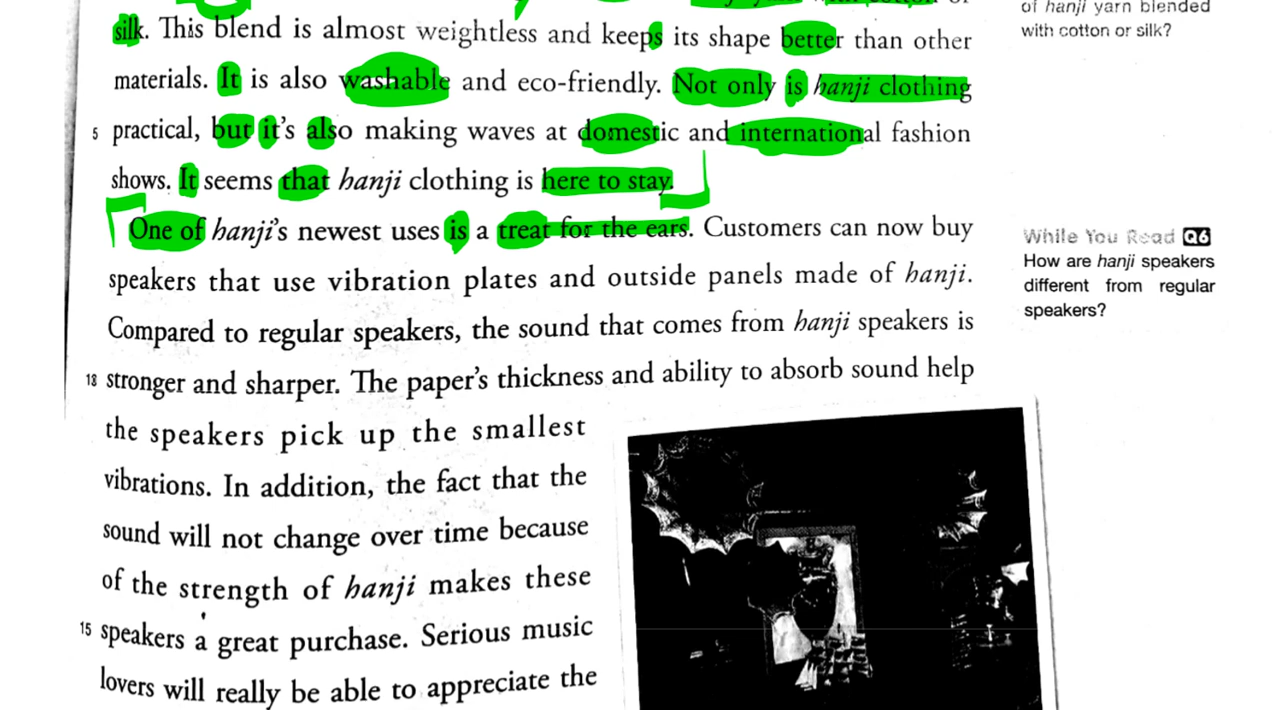 silk. This blend is almost weightless and keeps its shape better than other
materials. It is also washable and eco-friendly. Not only is hanji clothing
5 practical, but it's also making waves at domestic and international fashion
shows. It seems that hanji clothing is here to stay.
One of hanji's newest uses is a treat for the ears. Customers can now buy
speakers that use vibration plates and outside panels made of hanji.
Compared to regular speakers, the sound that comes from hanji speakers is
18 stronger and sharper. The paper's thickness and ability to absorb sound help
the speakers pick up the smallest
vibrations. In addition, the fact that the
sound will not change over time because
of the strength of hanji makes these
15 speakers a great purchase. Serious music
lovers will really be able to appreciate the
of hanji yarn blended
with cotton or silk?
While You Read Q6
How are hanji speakers
different from regular
speakers?